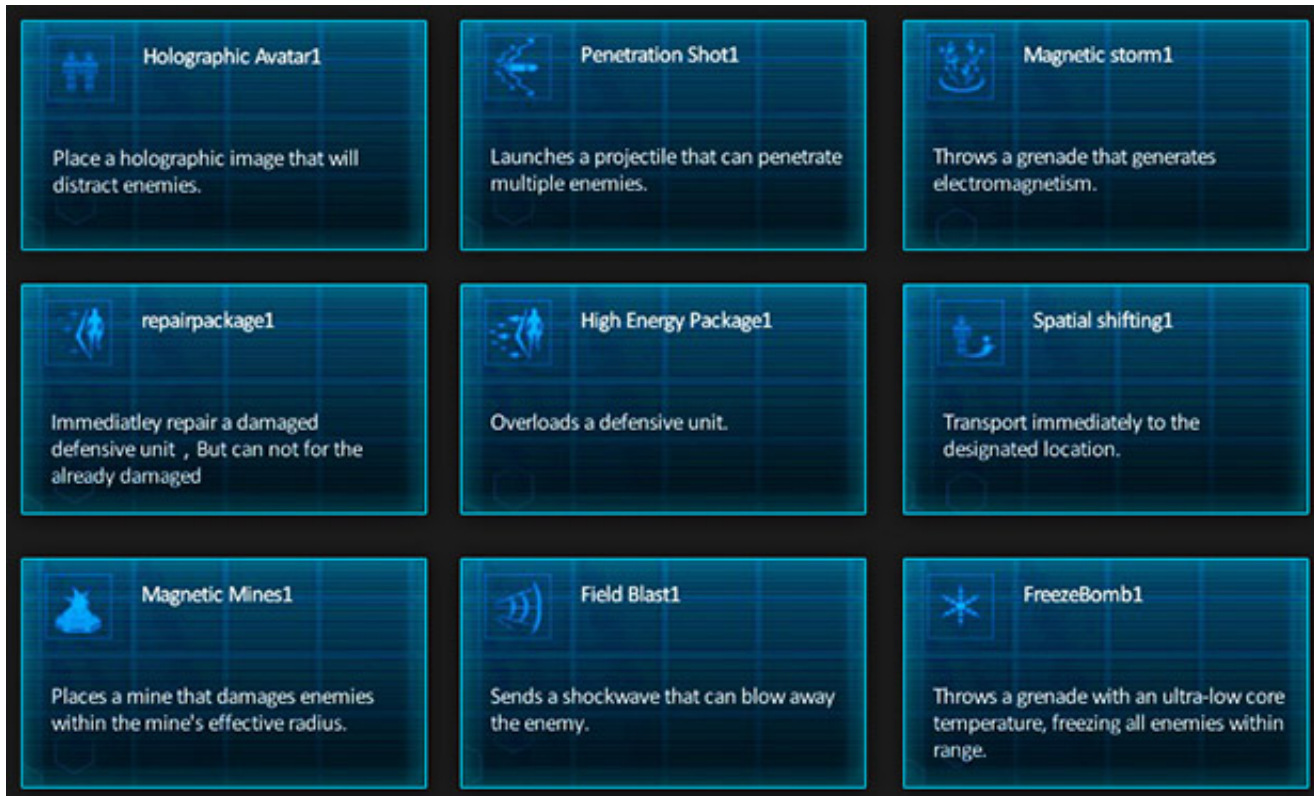 Holographic Avatar1
Place a holographic image that will
distract enemies.
Penetration Shot1
Launches a projectile that can penetrate
multiple enemies.
Magnetic storm1
Throws a grenade that generates
electromagnetism.
repairpackage1
Immediatley repair a damaged
defensive unit , But can not for the
already damaged
High Energy Package1
Overloads a defensive unit.
Spatial shifting1
Transport immediately to the
designated location.
Magnetic Mines1
Places a mine that damages enemies
within the mine's effective radius.
Field Blast1
Sends a shockwave that can blow away
the enemy.
FreezeBomb1
Throws a grenade with an ultra-low core
temperature, freezing all enemies within
range.